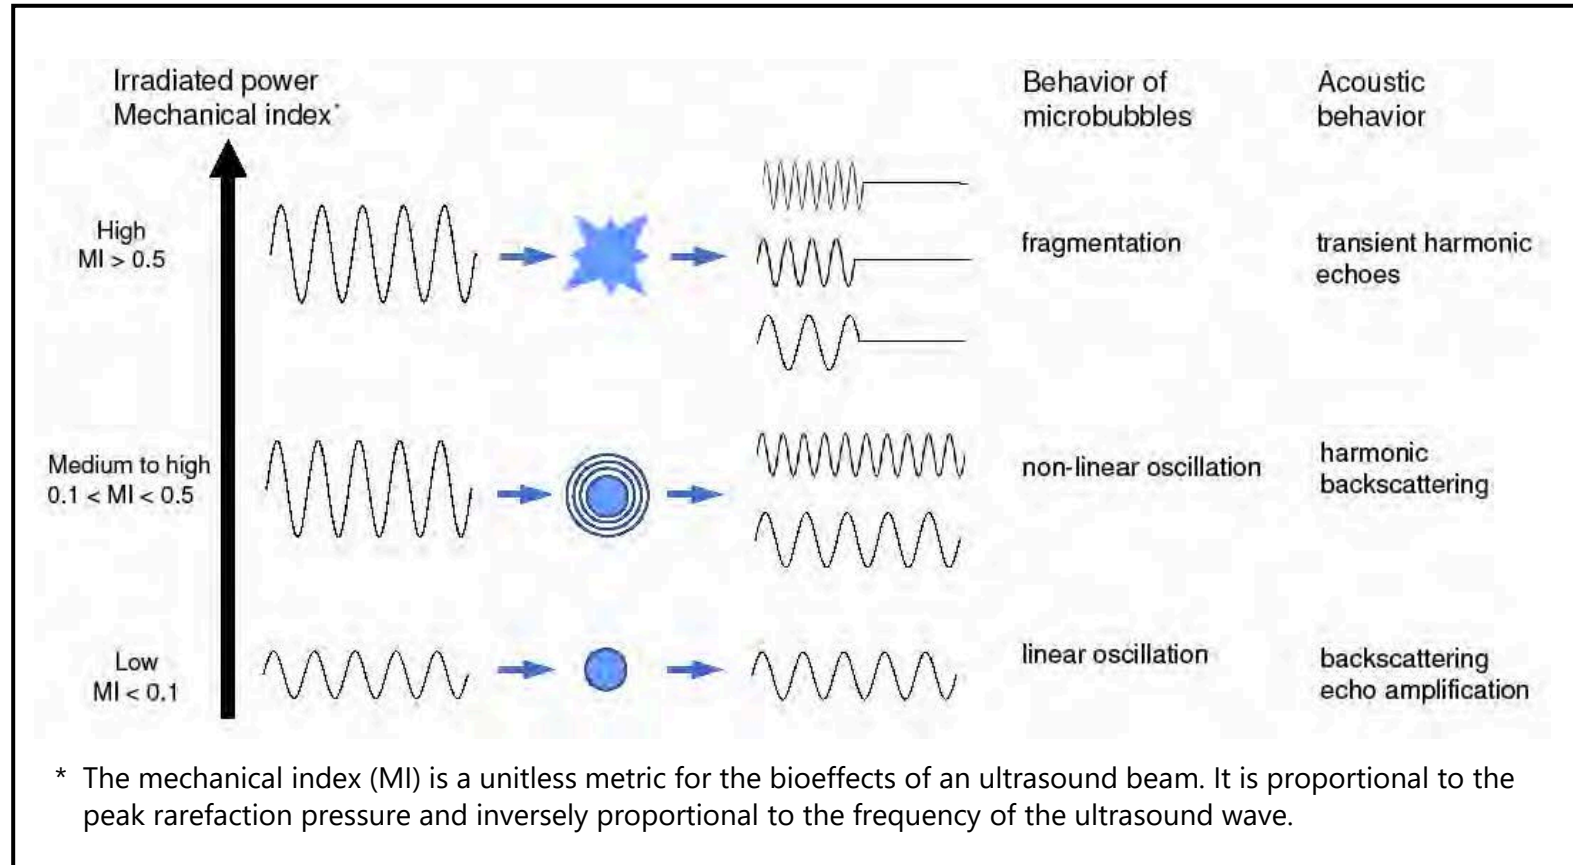 Irradiated power
Mechanical index*
Behavior of
microbubbles
Acoustic
behavior
High
MI > 0.5
fragmentation
transient harmonic
echoes
Medium to high
0.1 < MI < 0.5
non-linear oscillation
harmonic
backscattering
Low
MI < 0.1
linear oscillation
backscattering
echo amplification
* The mechanical index (MI) is a unitless metric for the bioeffects of an ultrasound beam. It is proportional to the
peak rarefaction pressure and inversely proportional to the frequency of the ultrasound wave.